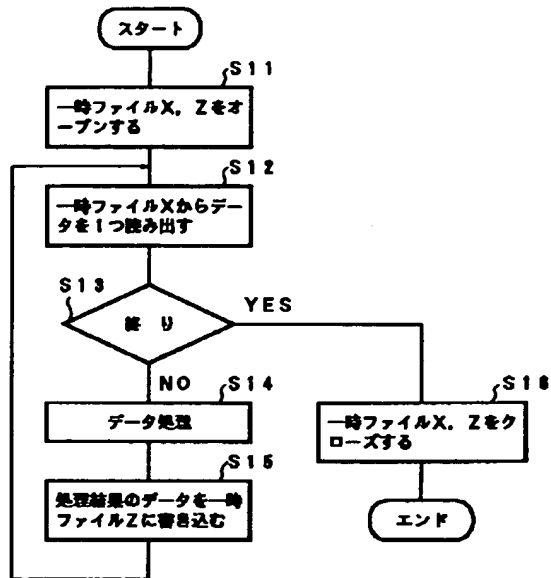 スタート
S11
一時ファイルX，Zをオ
ープンする
S12
一時ファイルXからデー
タを1つ読み出す
S13
終り
YES
NO
S14
データ処理
S15
処理結果のデータを一時
ファイルZに書き込む
S16
一時ファイルX，Zをク
ローズする
エンド